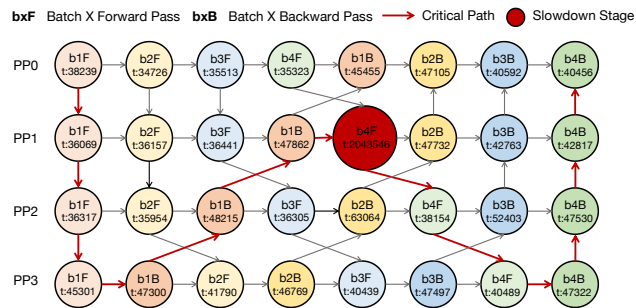 bxF Batch X Forward Pass bxB Batch X Backward Pass Critical Path Slowdown Stage
PP0
b1F
t:38239
b2F
t:34726
b3F
t:35513
b4F
t:35323
b1B
t:45455
b2B
t:47105
b3B
t:40592
b4B
t:40456
PP1
b1F
t:36069
b2F
t:36157
b3F
t:36441
b1B
t:47862
b4F
t:2043546
b2B
t:47732
b3B
t:42763
b4B
t:42817
PP2
b1F
t:36317
b2F
t:35954
b1B
t:48215
b3F
t:36305
b2B
t:63064
b4F
t:38154
b3B
t:52403
b4B
t:47530
PP3
b1F
t:45301
b1B
t:47300
b2F
t:41790
b2B
t:46769
b3F
t:40439
b3B
t:47497
b4F
t:40489
b4B
t:47322